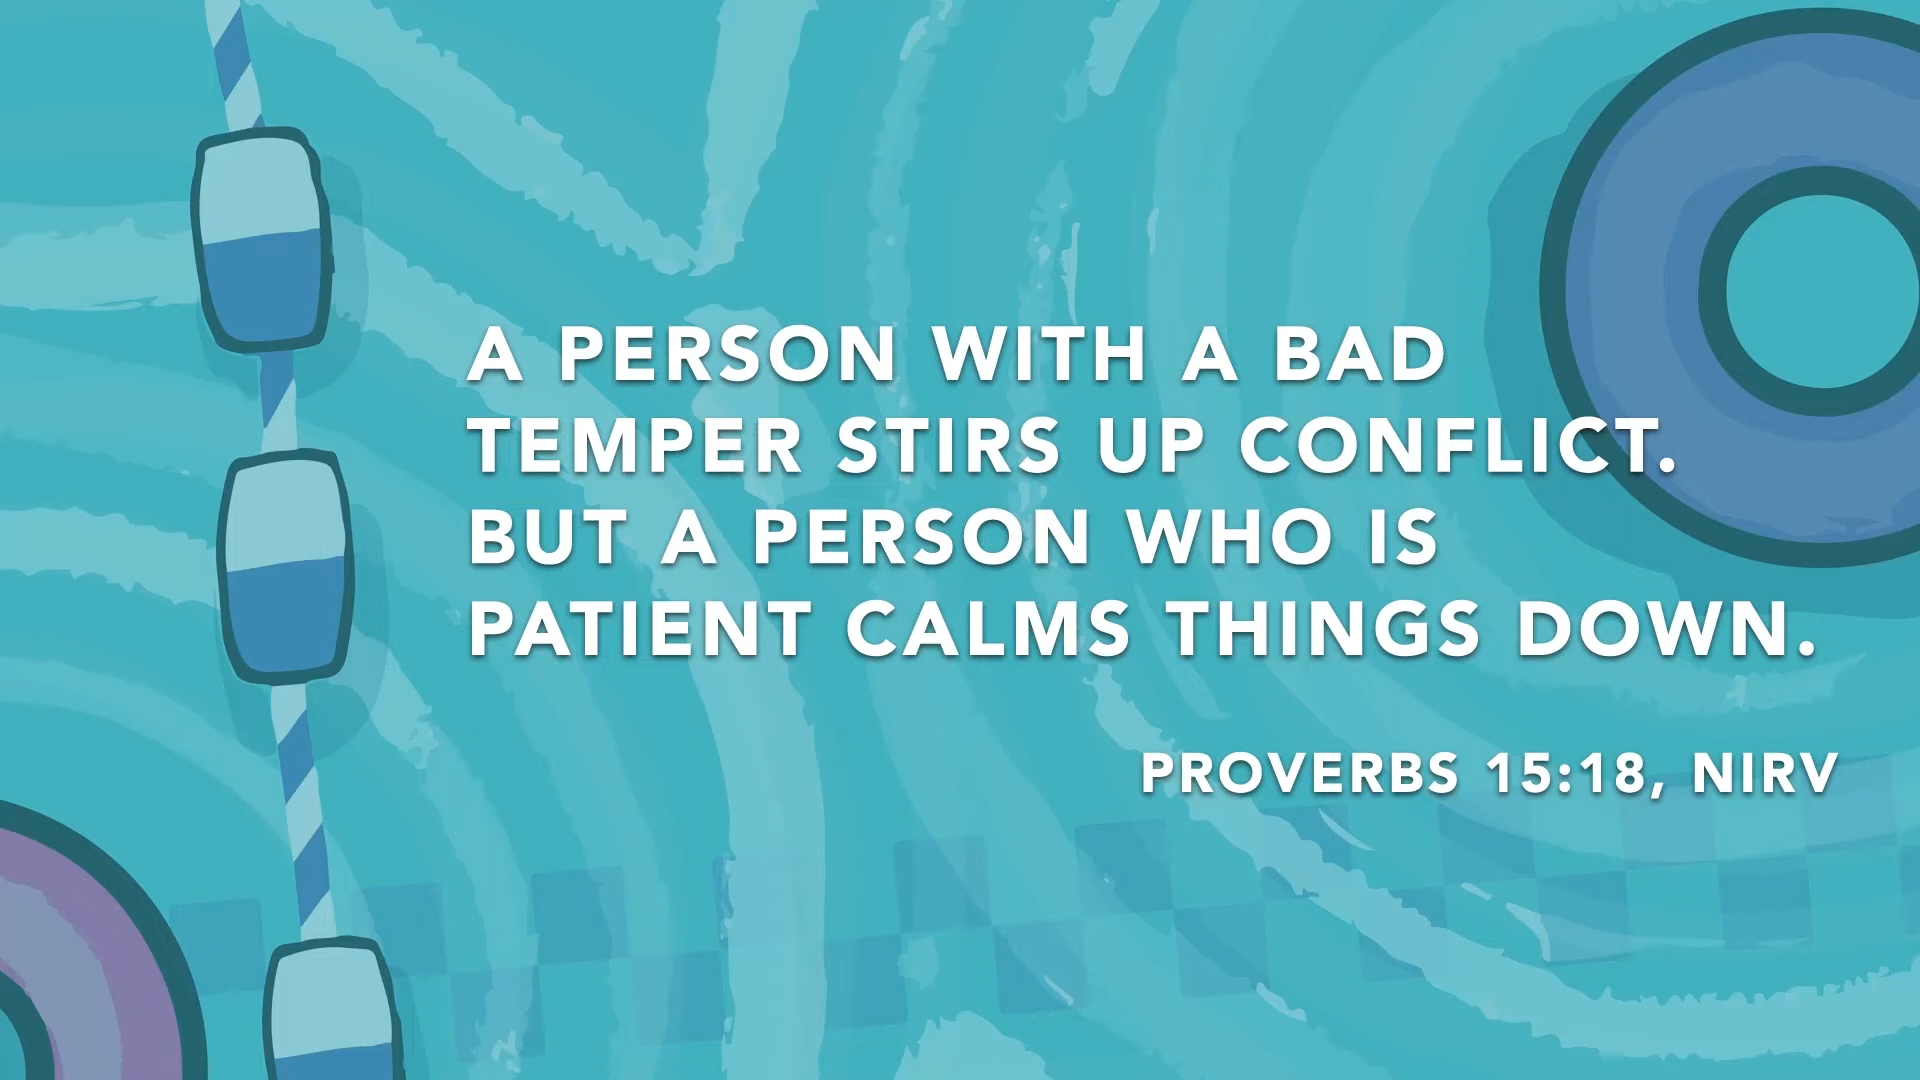 A PERSON WITH A BAD
TEMPER STIRS UP CONFLICT.
BUT A PERSON WHO IS
PATIENT CALMS THINGS DOWN.
PROVERBS 15:18, NIRV